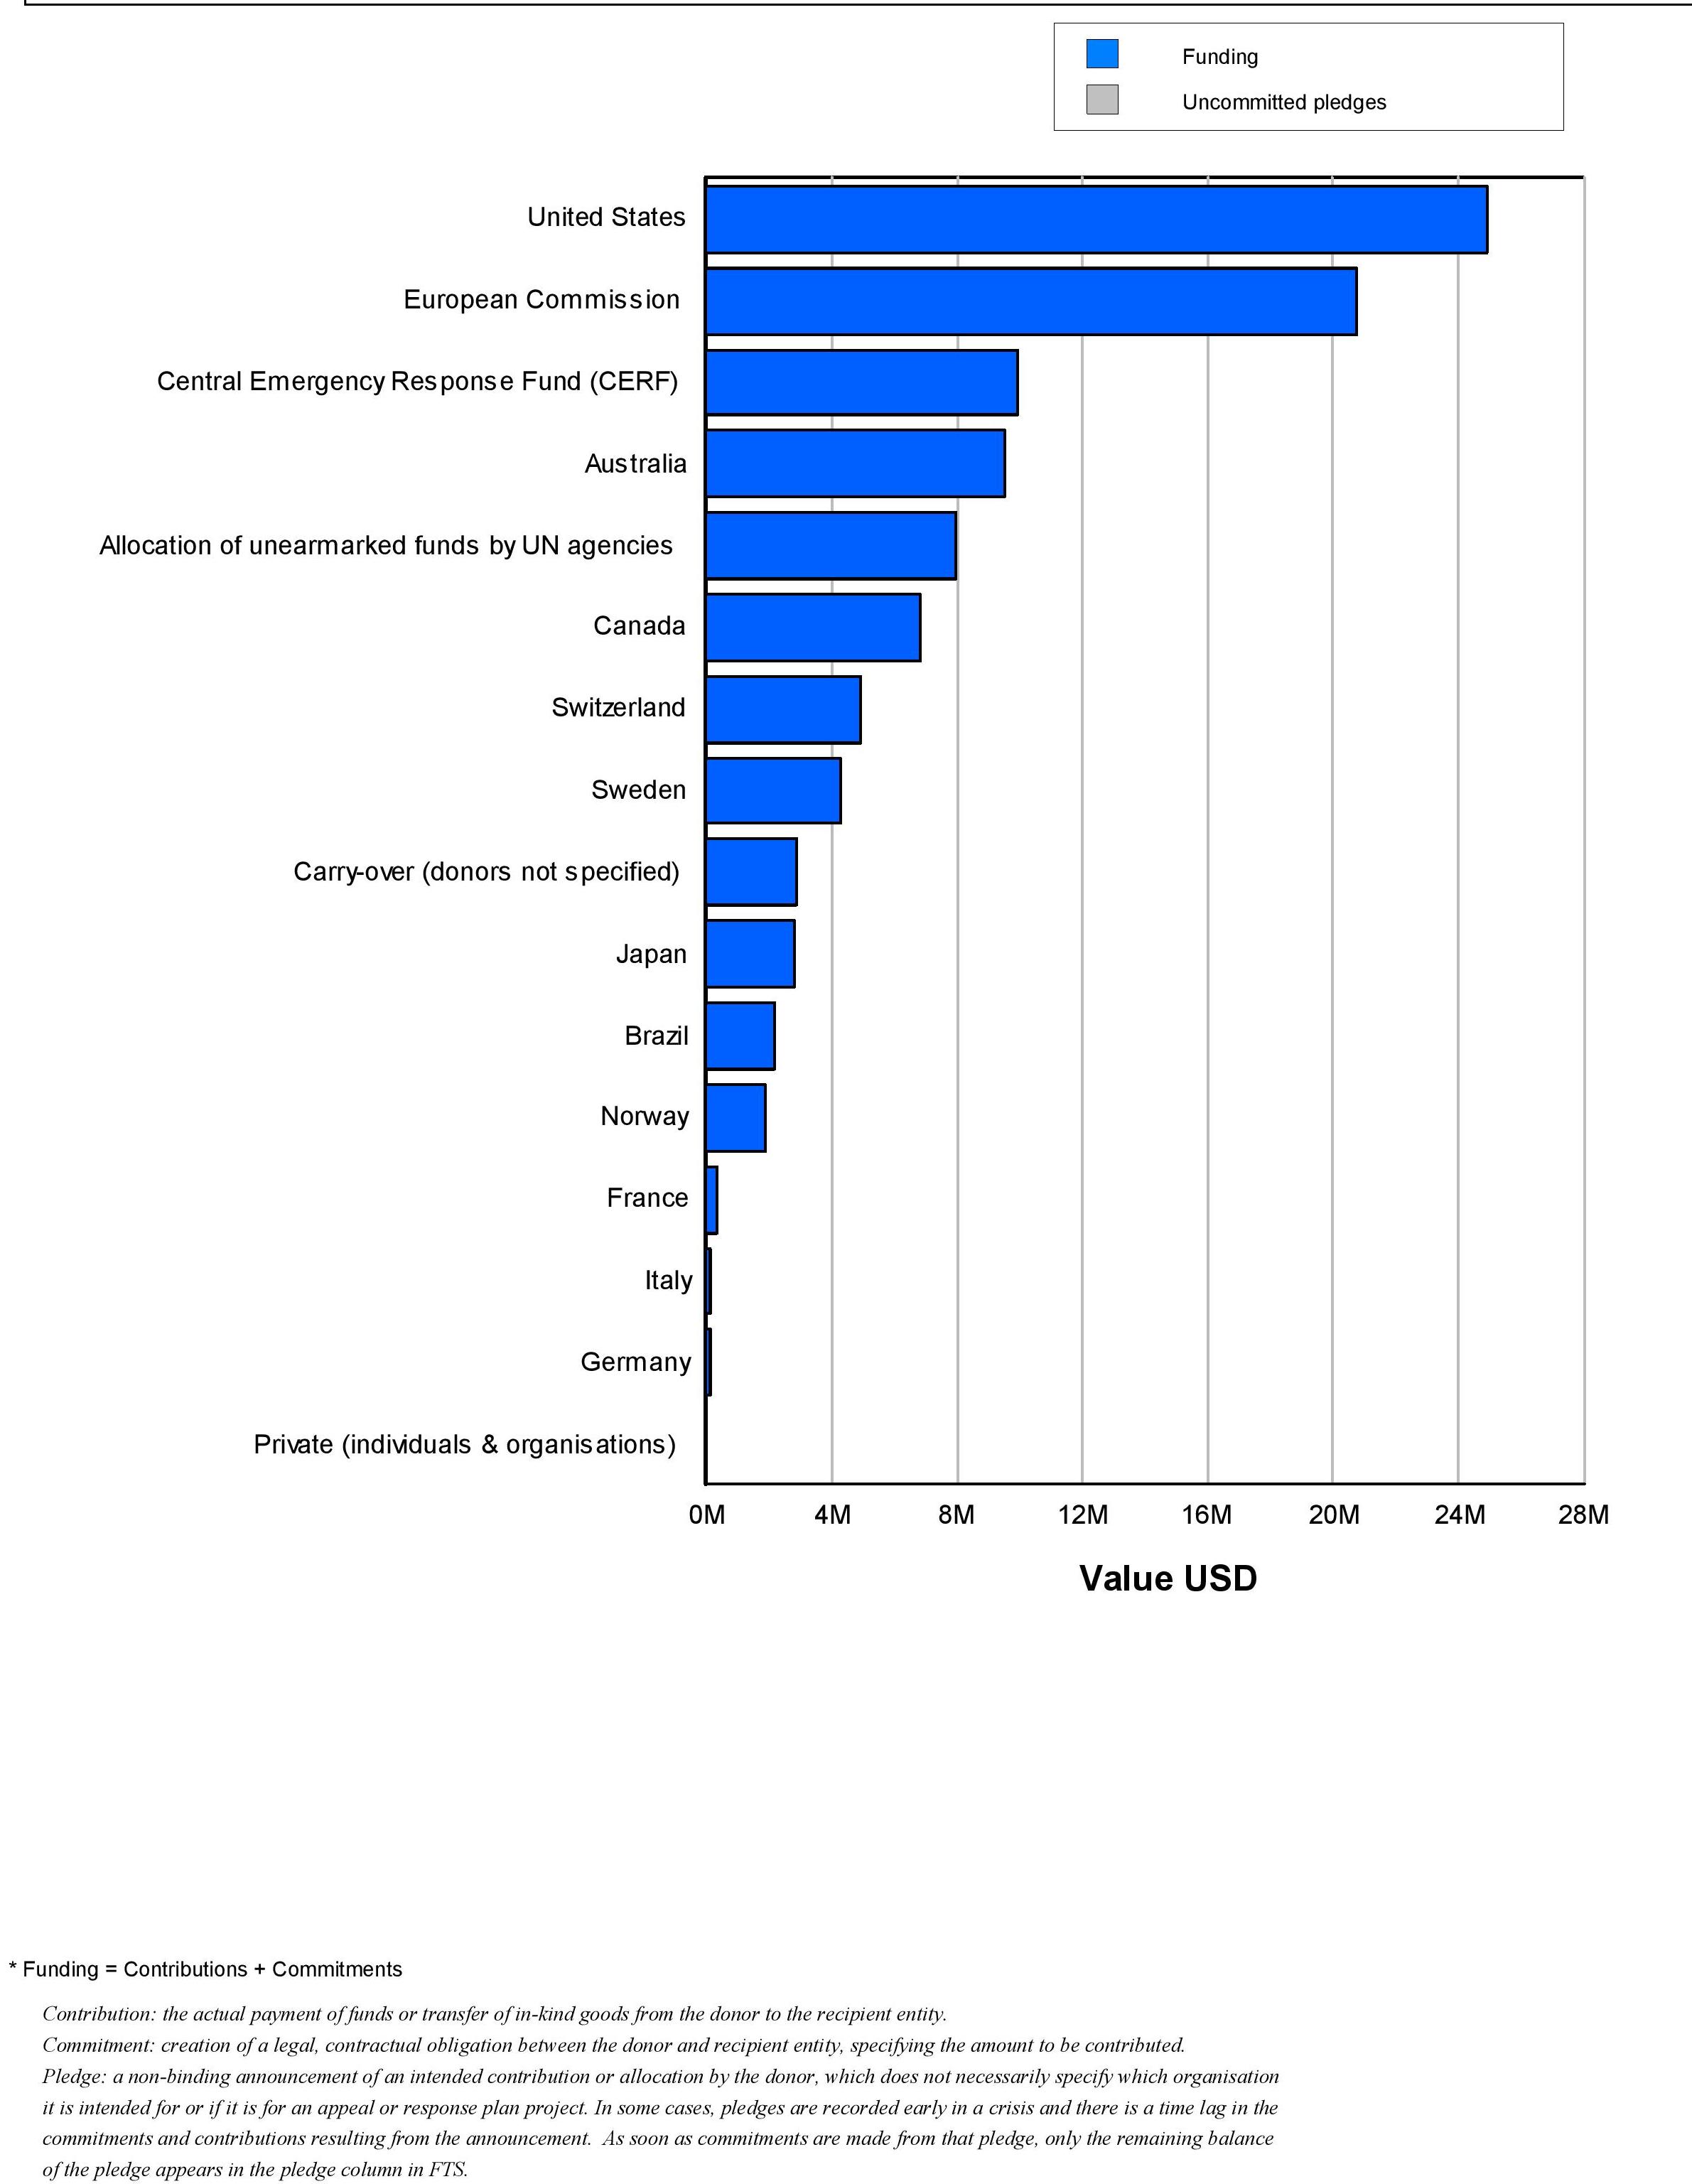 Funding
Uncommitted pledges
United States
European Commission
Central Emergency Response Fund (CERF)
Australia
Allocation of unearmarked funds by UN agencies
Canada
Switzerland
Sweden
Carry-over (donors not specified)
Japan
Brazil
Norway
France
Italy
Germany
Private (individuals & organisations)
0M 4M 8M 12M 16M 20M 24M 28M
Value USD
* Funding = Contributions + Commitments
Contribution: the actual payment of funds or transfer of in-kind goods from the donor to the recipient entity.
Commitment: creation of a legal, contractual obligation between the donor and recipient entity, specifying the amount to be contributed.
Pledge: a non-binding announcement of an intended contribution or allocation by the donor, which does not necessarily specify which organisation
it is intended for or if it is for an appeal or response plan project. In some cases, pledges are recorded early in a crisis and there is a time lag in the
commitments and contributions resulting from the announcement. As soon as commitments are made from that pledge, only the remaining balance
of the pledge appears in the pledge column in FTS.